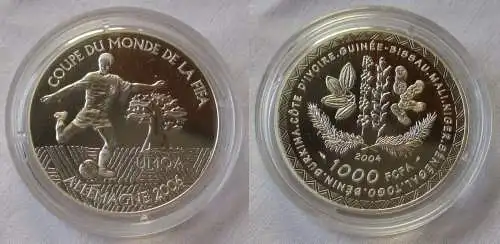 COUPE DU MONDE DE LA FIFA
UMOA
ALLEMAGNE 2006
BÉNIN.BURKINA.CÔTE D'IVOIRE.GUINÉE-BISSAU.MALI.NIGER.SÉNÉGAL.TOGO.
2004
1000 FCFA